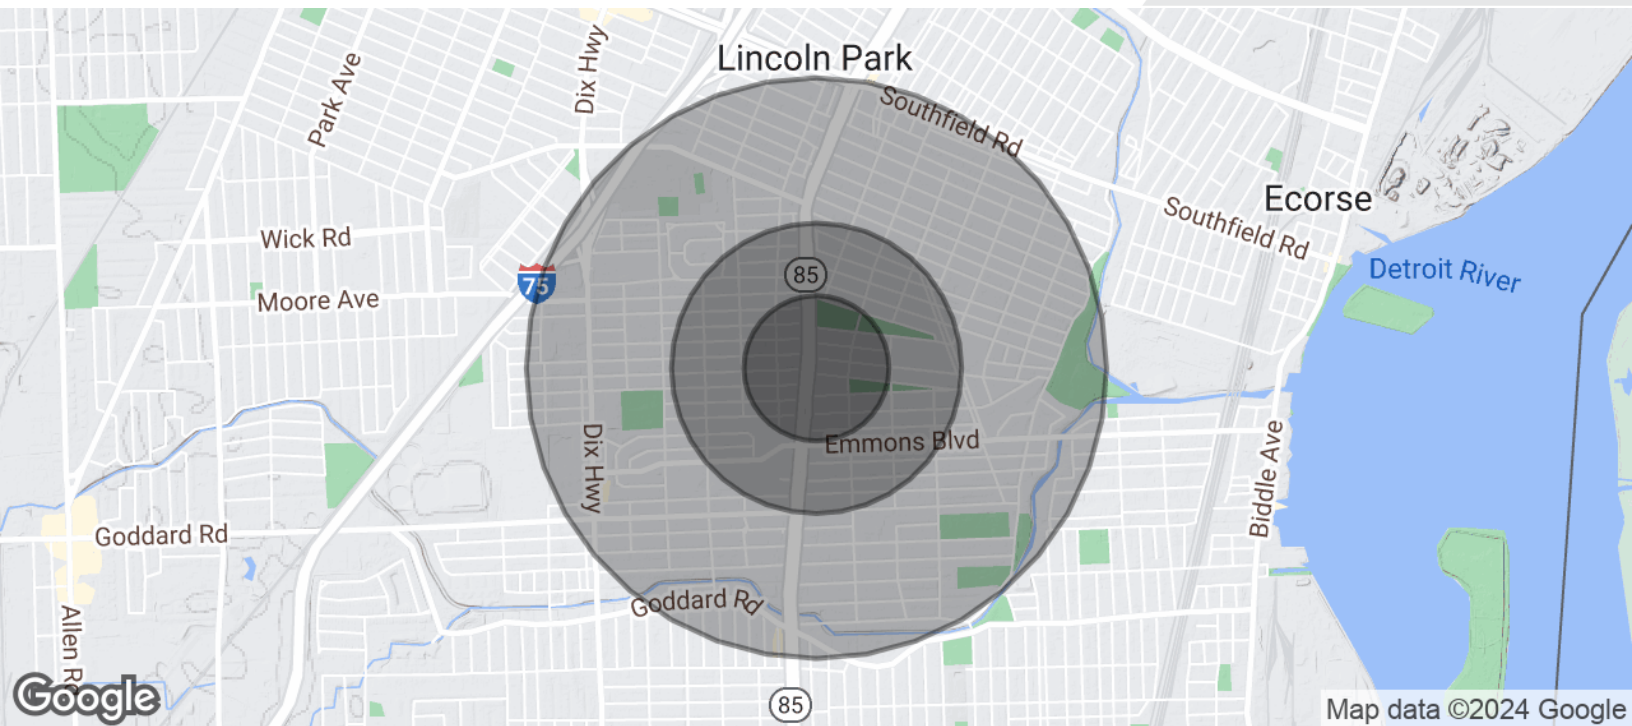 Lincoln Park
Dix Hwy
Park Ave
Southfield Rd
Ecorse
Southfield Rd
Wick Rd
Detroit River
85
75
Moore Ave
Emmons Blvd
Dix Hwy
Biddle Ave
Goddard Rd
Goddard Rd
Allen Rd
Google
85
Map data ©2024 Google